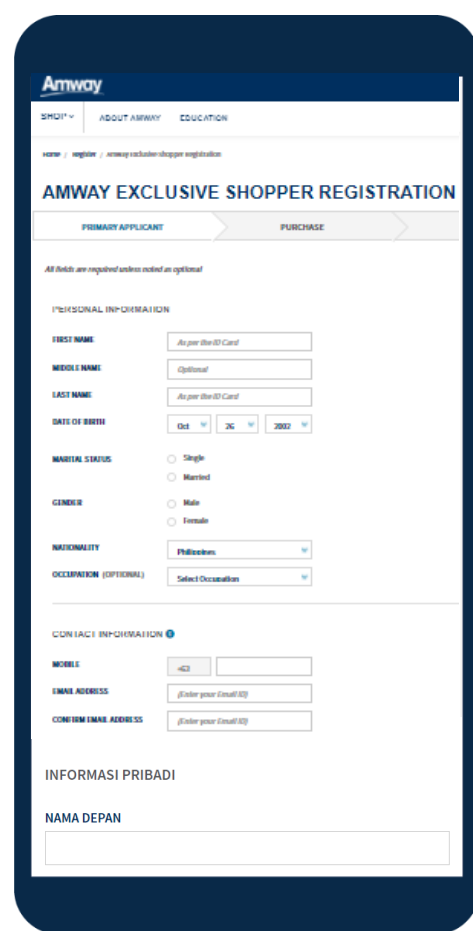 Amway
SHOP ABOUT AMWAY EDUCATION
Home / Register / Amway exclusive shopper registration
AMWAY EXCLUSIVE SHOPPER REGISTRATION
PRIMARY APPLICANT PURCHASE
All fields are required unless noted as optional
PERSONAL INFORMATION
FIRST NAME As per the ID Card
MIDDLE NAME Optional
LAST NAME As per the ID Card
DATE OF BIRTH Oct 26 2002
MARITAL STATUS Single
Married
GENDER Male
Female
NATIONALITY Philippines
OCCUPATION (OPTIONAL) Select Occupation
CONTACT INFORMATION
MOBILE +63
EMAIL ADDRESS (Enter your Email ID)
CONFIRM EMAIL ADDRESS (Enter your Email ID)
INFORMASI PRIBADI
NAMA DEPAN